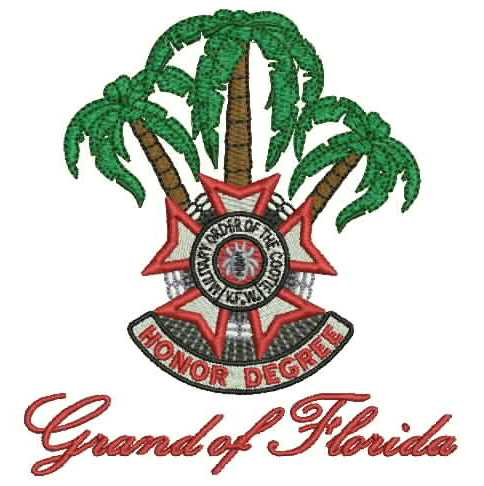 MILITARY ORDER OF THE COOTIE
V.F.W.
HONOR DEGREE
Grand of Florida